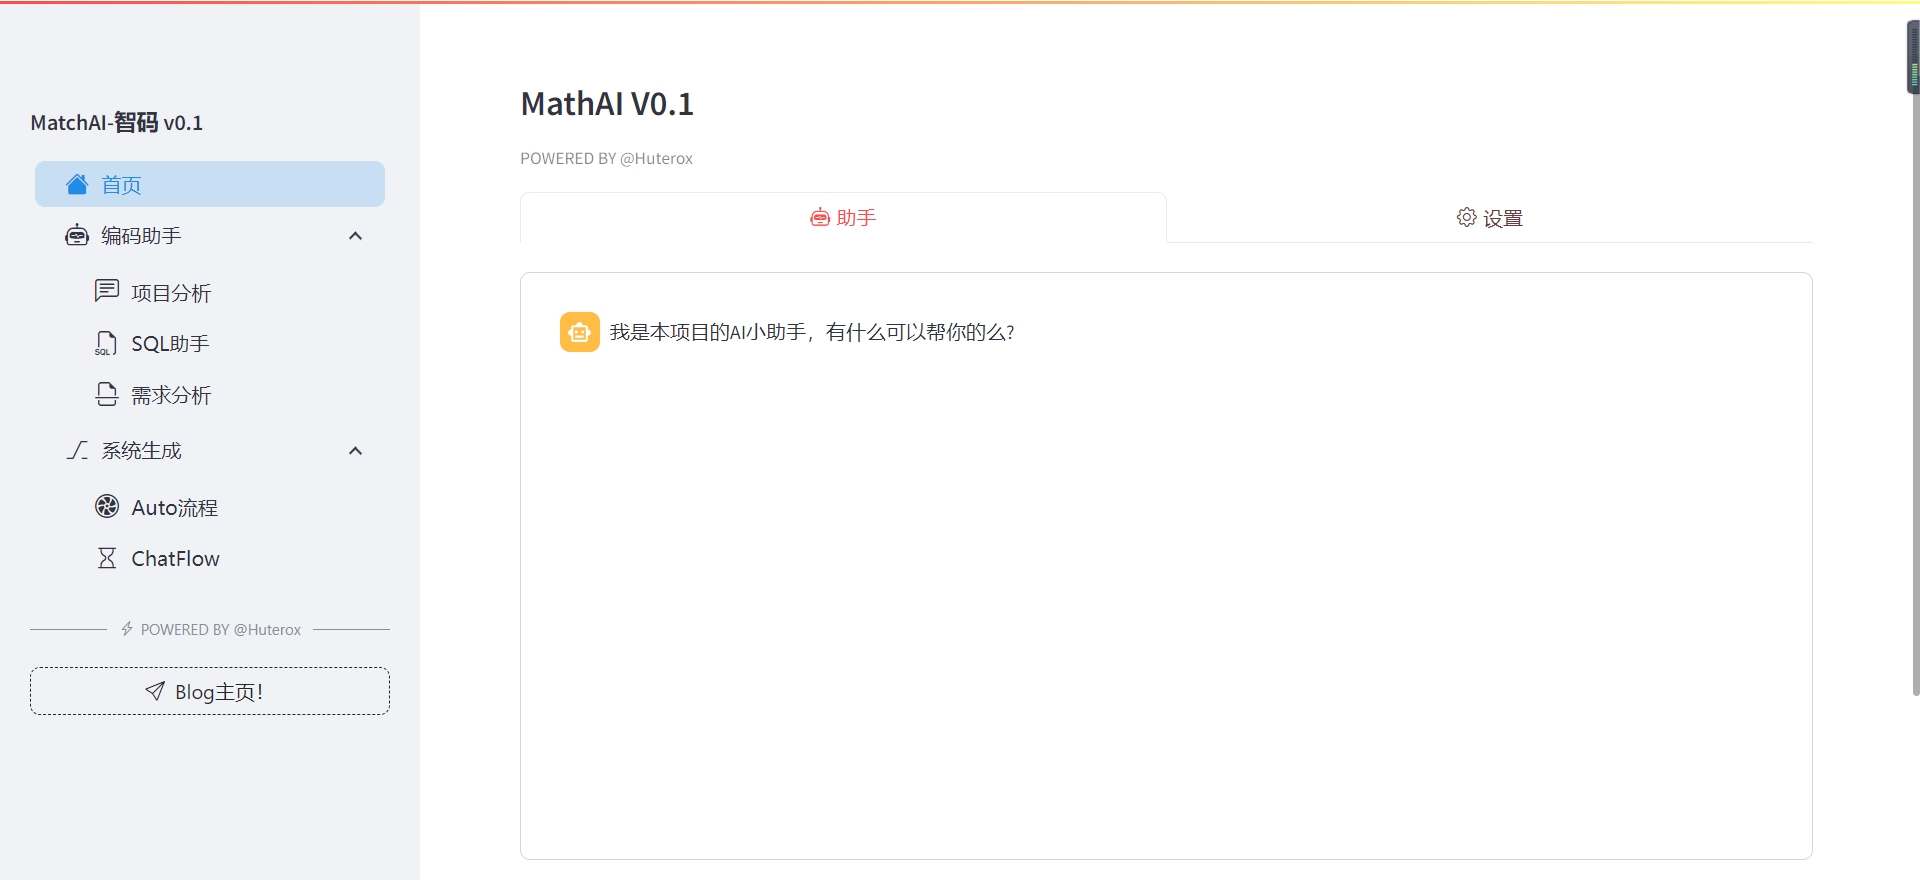 MatchAI-智码 v0.1
首页
编码助手
项目分析
SQL助手
需求分析
系统生成
Auto流程
ChatFlow
POWERED BY @Huterox
Blog主页！
MathAI V0.1
POWERED BY @Huterox
助手
设置
我是本项目的AI小助手，有什么可以帮你的么?